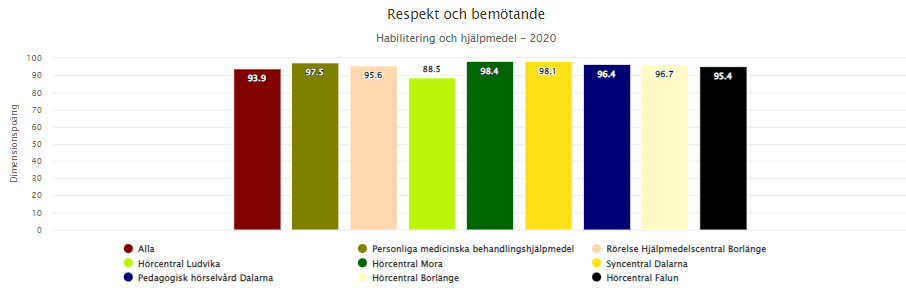 Respekt och bemötande
Habilitering och hjälpmedel - 2020
Dimensionspoäng
100
90
80
70
60
50
40
30
20
10
0
93.9
97.5
95.6
88.5
98.4
98.1
96.4
96.7
95.4
Alla
Personliga medicinska behandlingshjälpmedel
Rörelse Hjälpmedelscentral Borlänge
Hörcentral Ludvika
Hörcentral Mora
Syncentral Dalarna
Pedagogisk hörselvård Dalarna
Hörcentral Borlänge
Hörcentral Falun